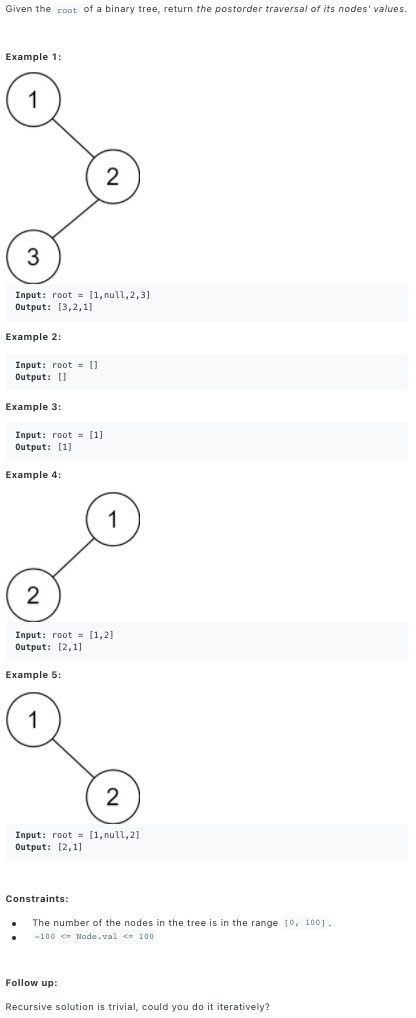 Given the root of a binary tree, return the postorder traversal of its nodes' values.
Example 1:
1
2
3
Input: root = [1,null,2,3]
Output: [3,2,1]
Example 2:
Input: root = []
Output: []
Example 3:
Input: root = [1]
Output: [1]
Example 4:
1
2
Input: root = [1,2]
Output: [2,1]
Example 5:
1
2
Input: root = [1,null,2]
Output: [2,1]
Constraints:
• The number of the nodes in the tree is in the range [0, 100].
• -100 <= Node.val <= 100
Follow up:
Recursive solution is trivial, could you do it iteratively?